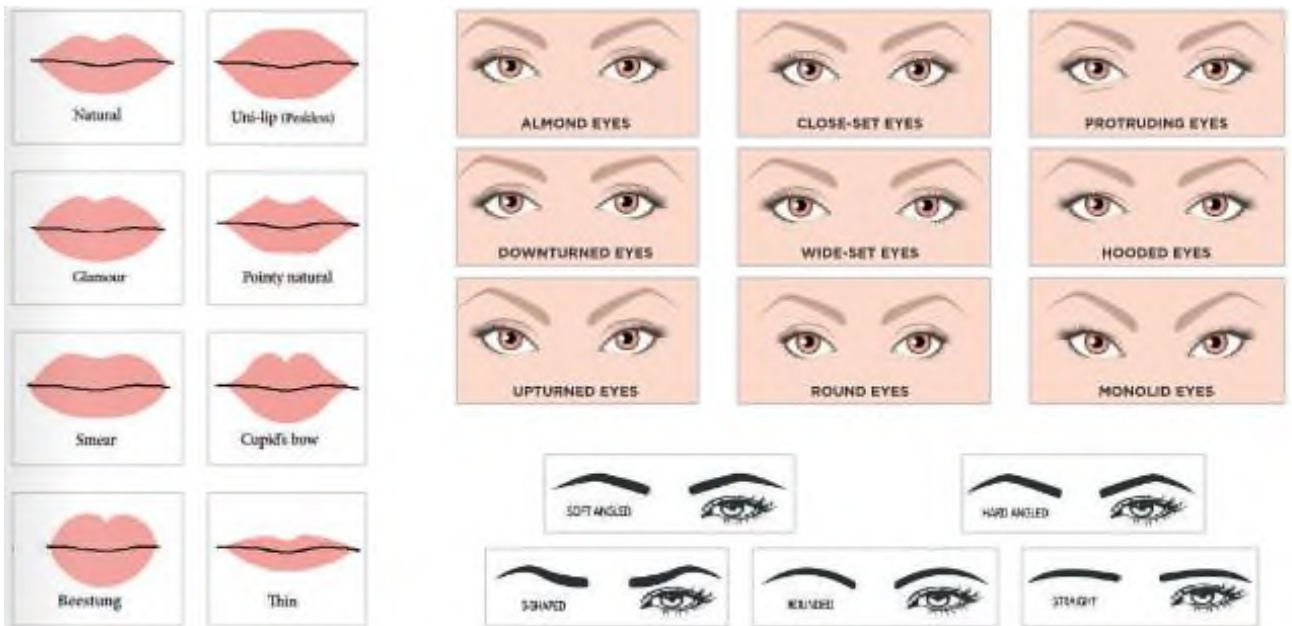 Natural
Uni-lip (Peakless)
Glamour
Pointy natural
Smear
Cupid's bow
Beestung
Thin
ALMOND EYES
CLOSE-SET EYES
PROTRUDING EYES
DOWNTURNED EYES
WIDE-SET EYES
HOODED EYES
UPTURNED EYES
ROUND EYES
MONOLID EYES
SOFT ANGLED
HARD ANGLED
S-SHAPED
ROUNDED
STRAIGHT